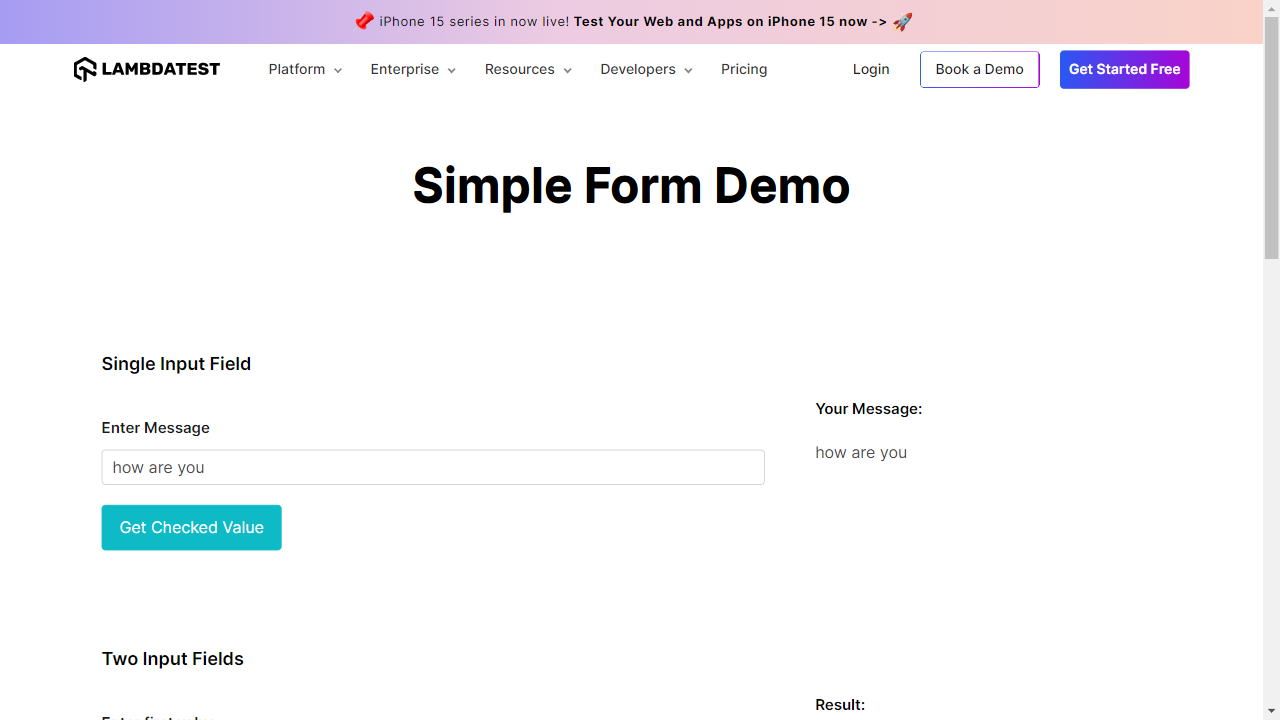 📌 iPhone 15 series in now live! Test Your Web and Apps on iPhone 15 now -> 🚀
LAMBDATEST Platform Enterprise Resources Developers Pricing Login Book a Demo Get Started Free
Simple Form Demo
Single Input Field
Your Message:
Enter Message
how are you
how are you
Get Checked Value
Two Input Fields
Result: